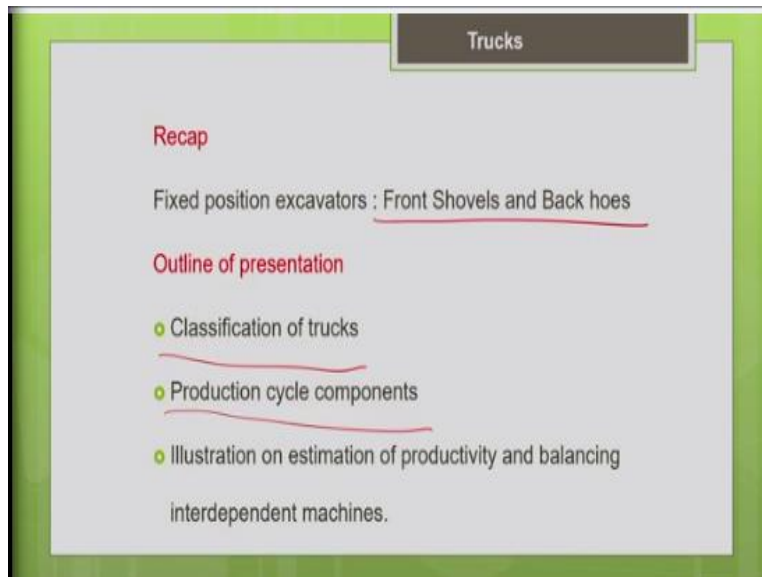 Trucks
Recap
Fixed position excavators : Front Shovels and Back hoes
Outline of presentation
Classification of trucks
Production cycle components
Illustration on estimation of productivity and balancing
interdependent machines.